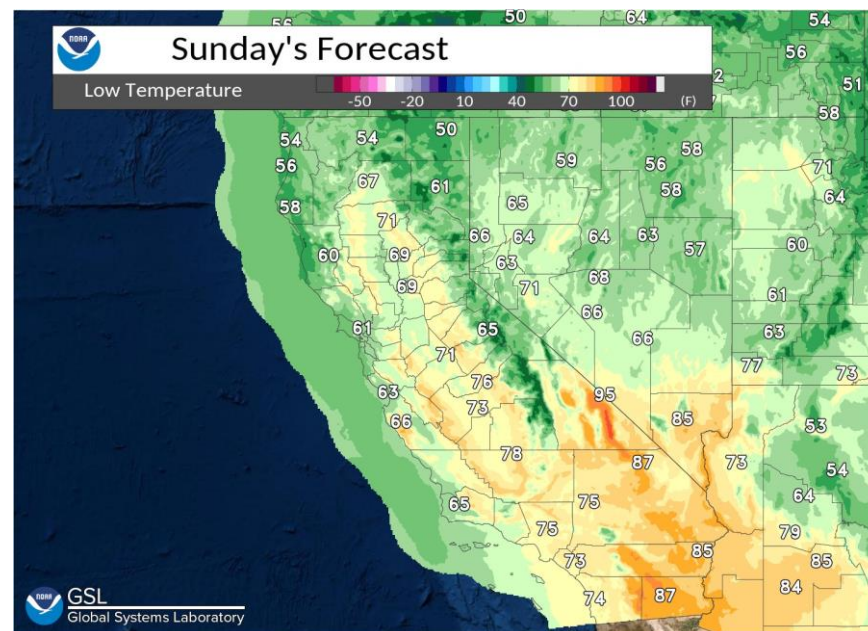 56 50 64 54
NOAA
Sunday's Forecast
56
Low Temperature
-50 -20 10 40 70 100 (F)
51
58
54 54 50
56 59 56 58 71
67 61 58 64
58 65
71
60 69 66 64 64 63 57 60
63
69 71 68 61
66
61 65 66 63
71
77 73
63 76 95
66 73 85 53
78 87 73 54
65 75 64
75 79
73 85 85
74 87 84
NOAA
GSL
Global Systems Laboratory